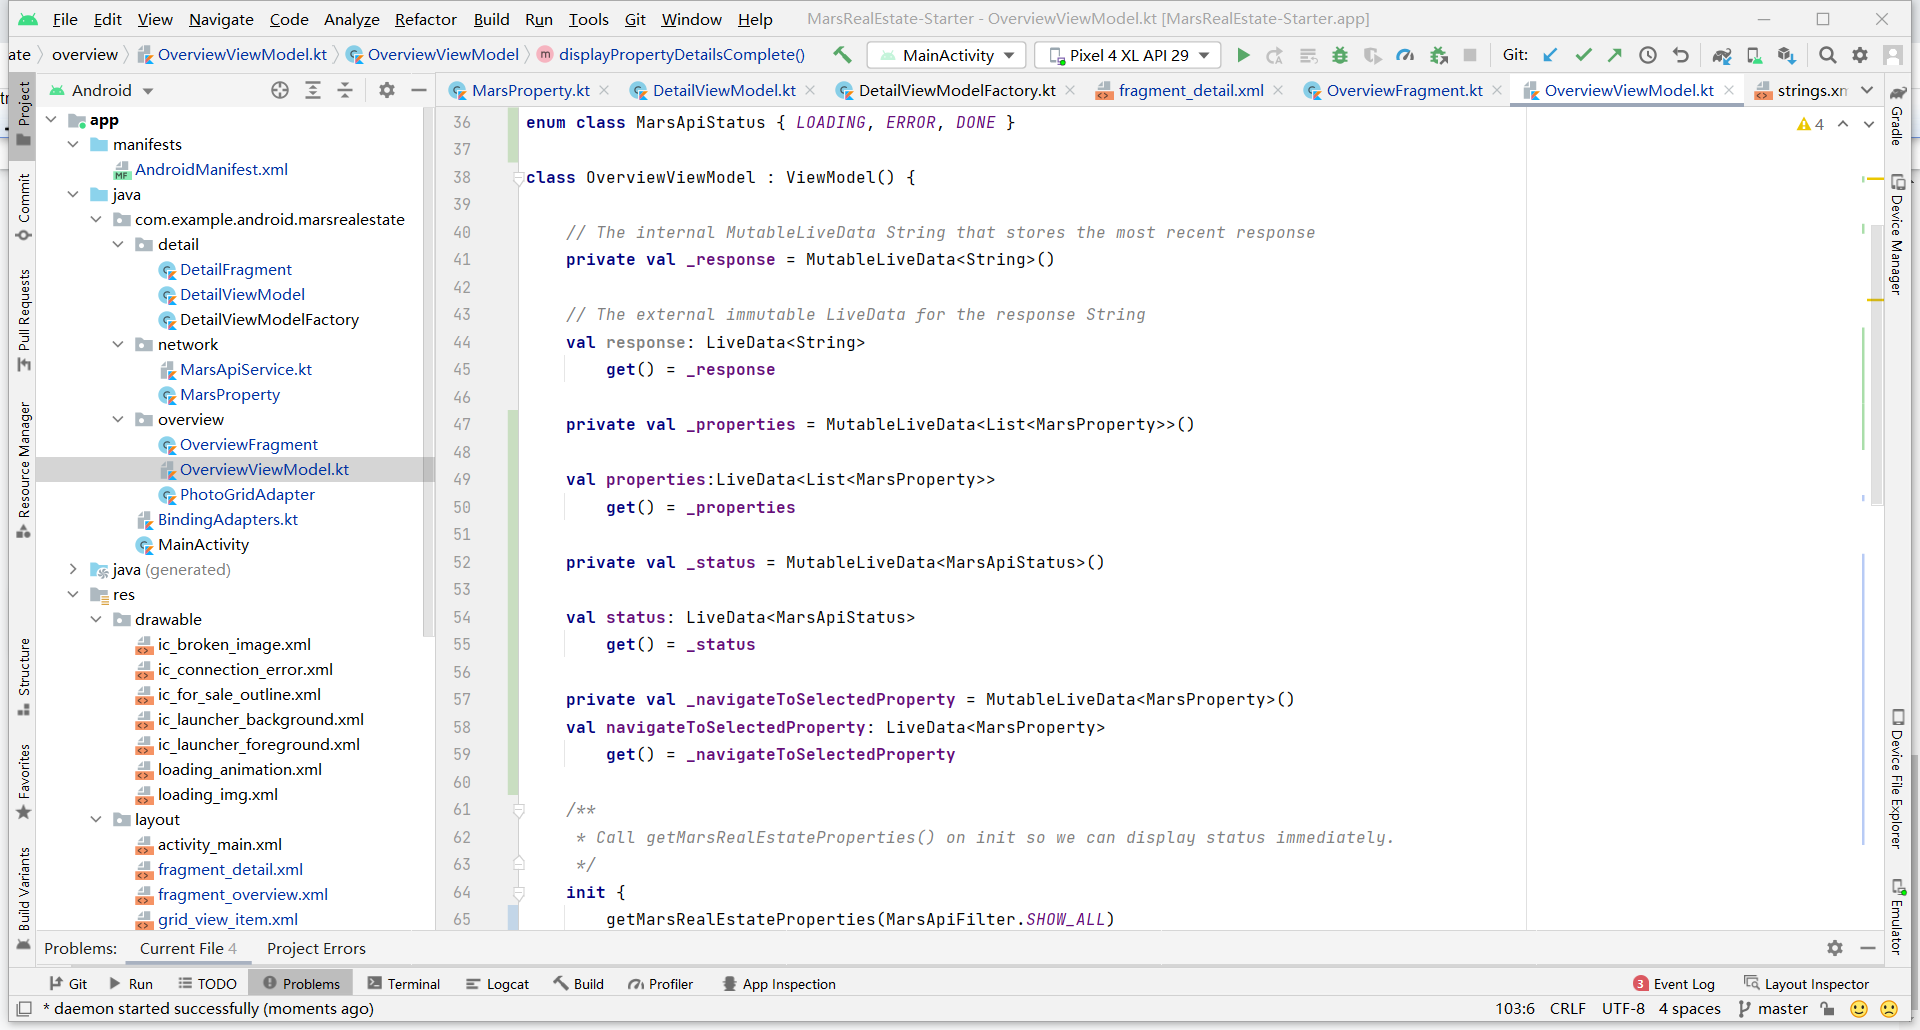 File Edit View Navigate Code Analyze Refactor Build Run Tools Git Window Help MarsRealEstate-Starter - OverviewViewModel.kt [MarsRealEstate-Starter.app]
ate overview OverviewViewModel.kt OverviewViewModel displayPropertyDetailsComplete() MainActivity Pixel 4 XL API 29 Git:
Android MarsProperty.kt DetailViewModel.kt DetailViewModelFactory.kt fragment_detail.xml OverviewFragment.kt OverviewViewModel.kt strings.xm
Project
Commit
Pull Requests
Resource Manager
Structure
Favorites
Build Variants
app
manifests
AndroidManifest.xml
java
com.example.android.marsrealestate
detail
DetailFragment
DetailViewModel
DetailViewModelFactory
network
MarsApiService.kt
MarsProperty
overview
OverviewFragment
OverviewViewModel.kt
PhotoGridAdapter
BindingAdapters.kt
MainActivity
java (generated)
res
drawable
ic_broken_image.xml
ic_connection_error.xml
ic_for_sale_outline.xml
ic_launcher_background.xml
ic_launcher_foreground.xml
loading_animation.xml
loading_img.xml
layout
activity_main.xml
fragment_detail.xml
fragment_overview.xml
grid_view_item.xml
36 enum class MarsApiStatus { LOADING, ERROR, DONE }
37
38 class OverviewViewModel : ViewModel() {
39
40 // The internal MutableLiveData String that stores the most recent response
41 private val _response = MutableLiveData<String>()
42
43 // The external immutable LiveData for the response String
44 val response: LiveData<String>
45 get() = _response
46
47 private val _properties = MutableLiveData<List<MarsProperty>>()
48
49 val properties:LiveData<List<MarsProperty>>
50 get() = _properties
51
52 private val _status = MutableLiveData<MarsApiStatus>()
53
54 val status: LiveData<MarsApiStatus>
55 get() = _status
56
57 private val _navigateToSelectedProperty = MutableLiveData<MarsProperty>()
58 val navigateToSelectedProperty: LiveData<MarsProperty>
59 get() = _navigateToSelectedProperty
60
61 /**
62 * Call getMarsRealEstateProperties() on init so we can display status immediately.
63 */
64 init {
65 getMarsRealEstateProperties(MarsApiFilter.SHOW_ALL)
4
Gradle
Device Manager
Device File Explorer
Emulator
Problems: Current File 4 Project Errors
Git Run TODO Problems Terminal Logcat Build Profiler App Inspection 3 Event Log Layout Inspector
* daemon started successfully (moments ago) 103:6 CRLF UTF-8 4 spaces master